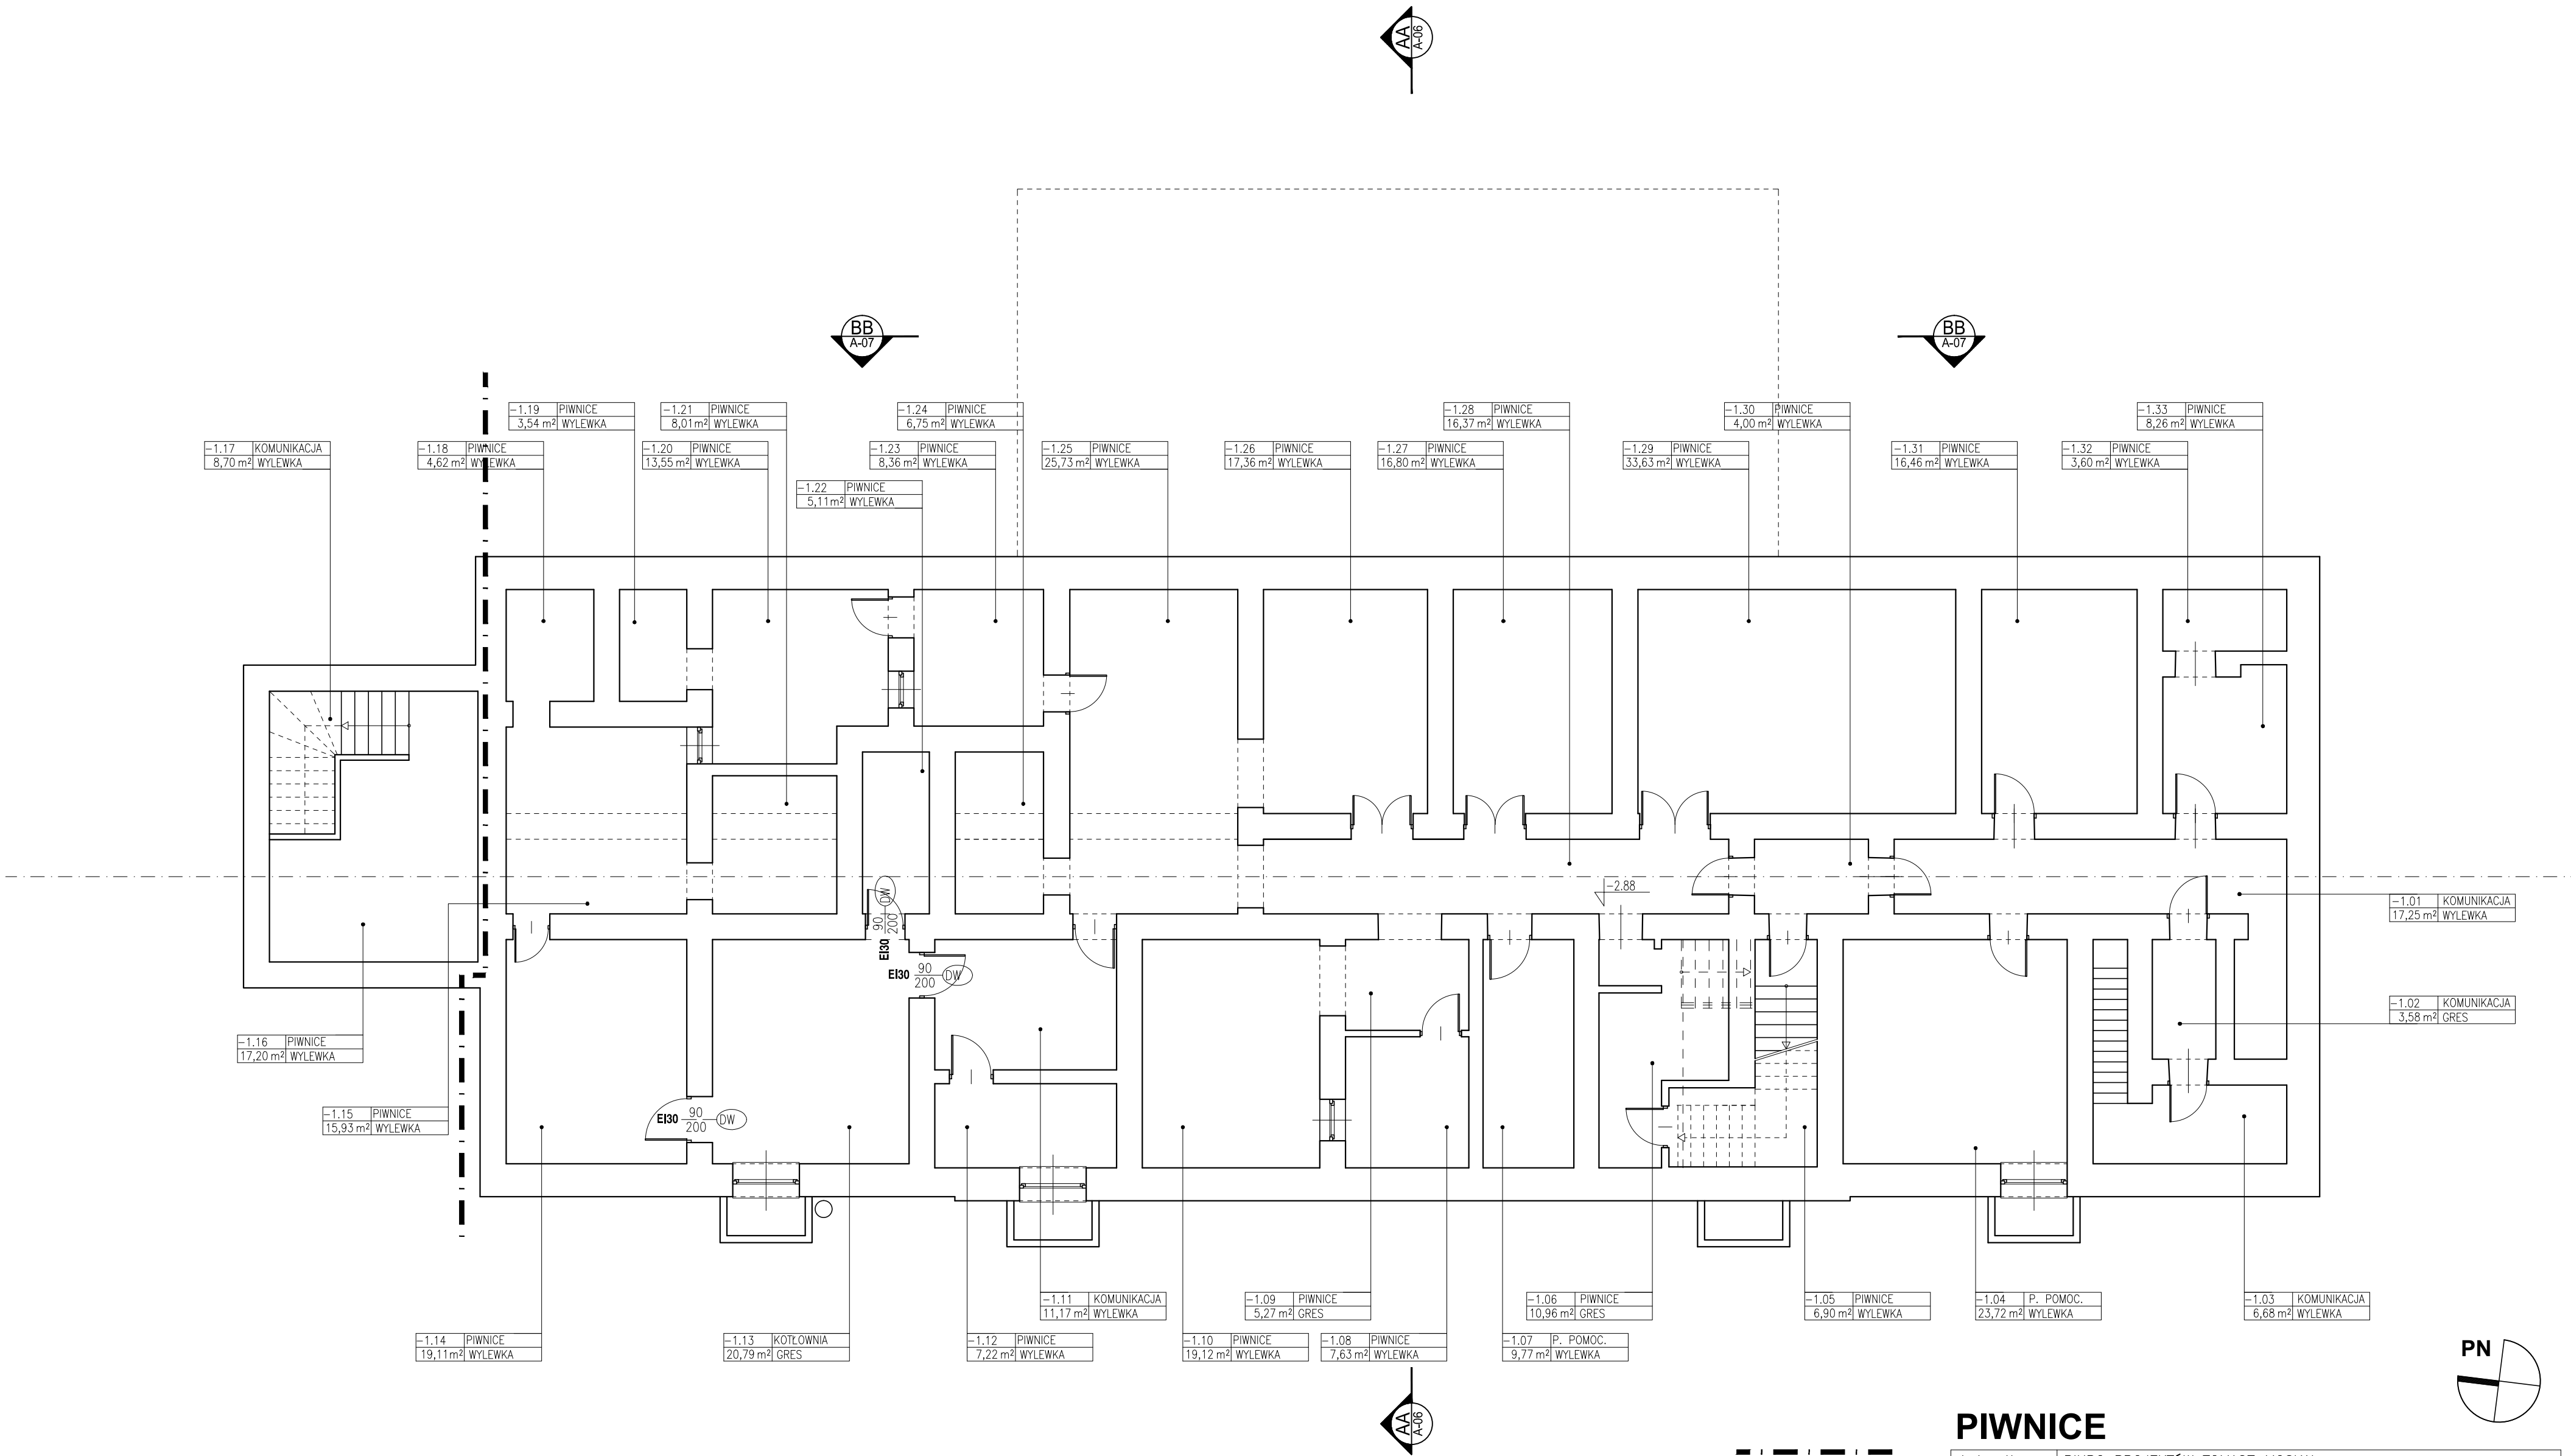 AA
A-06
BB
A-07
BB
A-07
-1.19 PIWNICE
3,54 m² WYLEWKA
-1.21 PIWNICE
8,01 m² WYLEWKA
-1.24 PIWNICE
6,75 m² WYLEWKA
-1.28 PIWNICE
16,37 m² WYLEWKA
-1.30 PIWNICE
4,00 m² WYLEWKA
-1.33 PIWNICE
8,26 m² WYLEWKA
-1.17 KOMUNIKACJA
8,70 m² WYLEWKA
-1.18 PIWNICE
4,62 m² WYLEWKA
-1.20 PIWNICE
13,55 m² WYLEWKA
-1.23 PIWNICE
8,36 m² WYLEWKA
-1.25 PIWNICE
25,73 m² WYLEWKA
-1.26 PIWNICE
17,36 m² WYLEWKA
-1.27 PIWNICE
16,80 m² WYLEWKA
-1.29 PIWNICE
33,63 m² WYLEWKA
-1.31 PIWNICE
16,46 m² WYLEWKA
-1.32 PIWNICE
3,60 m² WYLEWKA
-1.22 PIWNICE
5,11 m² WYLEWKA
-2.88
EI30 90 DW
200
EI30 90 DW
200
EI30 90 DW
200
-1.01 KOMUNIKACJA
17,25 m² WYLEWKA
-1.02 KOMUNIKACJA
3,58 m² GRES
-1.16 PIWNICE
17,20 m² WYLEWKA
-1.15 PIWNICE
15,93 m² WYLEWKA
-1.11 KOMUNIKACJA
11,17 m² WYLEWKA
-1.09 PIWNICE
5,27 m² GRES
-1.06 PIWNICE
10,96 m² GRES
-1.05 PIWNICE
6,90 m² WYLEWKA
-1.04 P. POMOC.
23,72 m² WYLEWKA
-1.03 KOMUNIKACJA
6,68 m² WYLEWKA
-1.14 PIWNICE
19,11 m² WYLEWKA
-1.13 KOTŁOWNIA
20,79 m² GRES
-1.12 PIWNICE
7,22 m² WYLEWKA
-1.10 PIWNICE
19,12 m² WYLEWKA
-1.08 PIWNICE
7,63 m² WYLEWKA
-1.07 P. POMOC.
9,77 m² WYLEWKA
AA
A-06
PN
PIWNICE